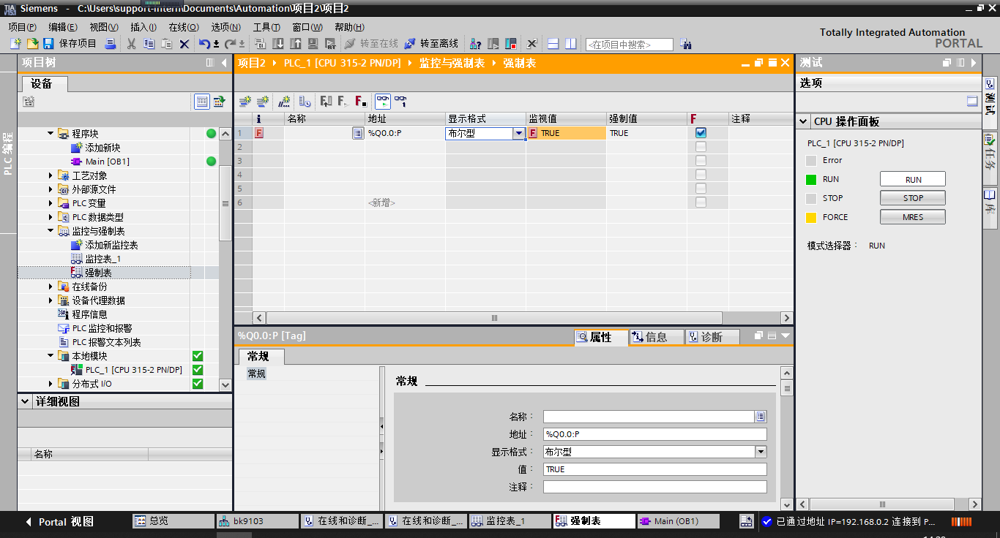 Siemens - C:\Users\support-intern\Documents\Automation\项目2\项目2
项目(P) 编辑(E) 视图(V) 插入(I) 在线(O) 选项(N) 工具(T) 窗口(W) 帮助(H)
Totally Integrated Automation
PORTAL
保存项目 转至在线 转至离线 <在项目中搜索>
项目树
项目2 PLC_1 [CPU 315-2 PN/DP] 监控与强制表 强制表
测试
设备
选项
PLC 编程
i 名称 地址 显示格式 监视值 强制值 F 注释
1 F %Q0.0:P 布尔型 F TRUE TRUE
2
3
4
5
6 <新增>
程序块
添加新块
Main [OB1]
工艺对象
外部源文件
PLC 变量
PLC 数据类型
监控与强制表
添加新监控表
监控表_1
强制表
在线备份
设备代理数据
程序信息
PLC 监控和报警
PLC 报警文本列表
本地模块
PLC_1 [CPU 315-2 PN/DP]
分布式 I/O
CPU 操作面板
PLC_1 [CPU 315-2 PN/DP]
Error
RUN RUN
STOP STOP
FORCE MRES
模式选择器： RUN
测试
任务
库
%Q0.0:P [Tag]
属性 信息 诊断
常规
常规
常规
名称：
地址： %Q0.0:P
显示格式： 布尔型
值： TRUE
注释：
详细视图
名称
Portal 视图 总览 bk9103 在线和诊断_... 在线和诊断_... 监控表_1 强制表 Main (OB1) 已通过地址 IP=192.168.0.2 连接到 P...